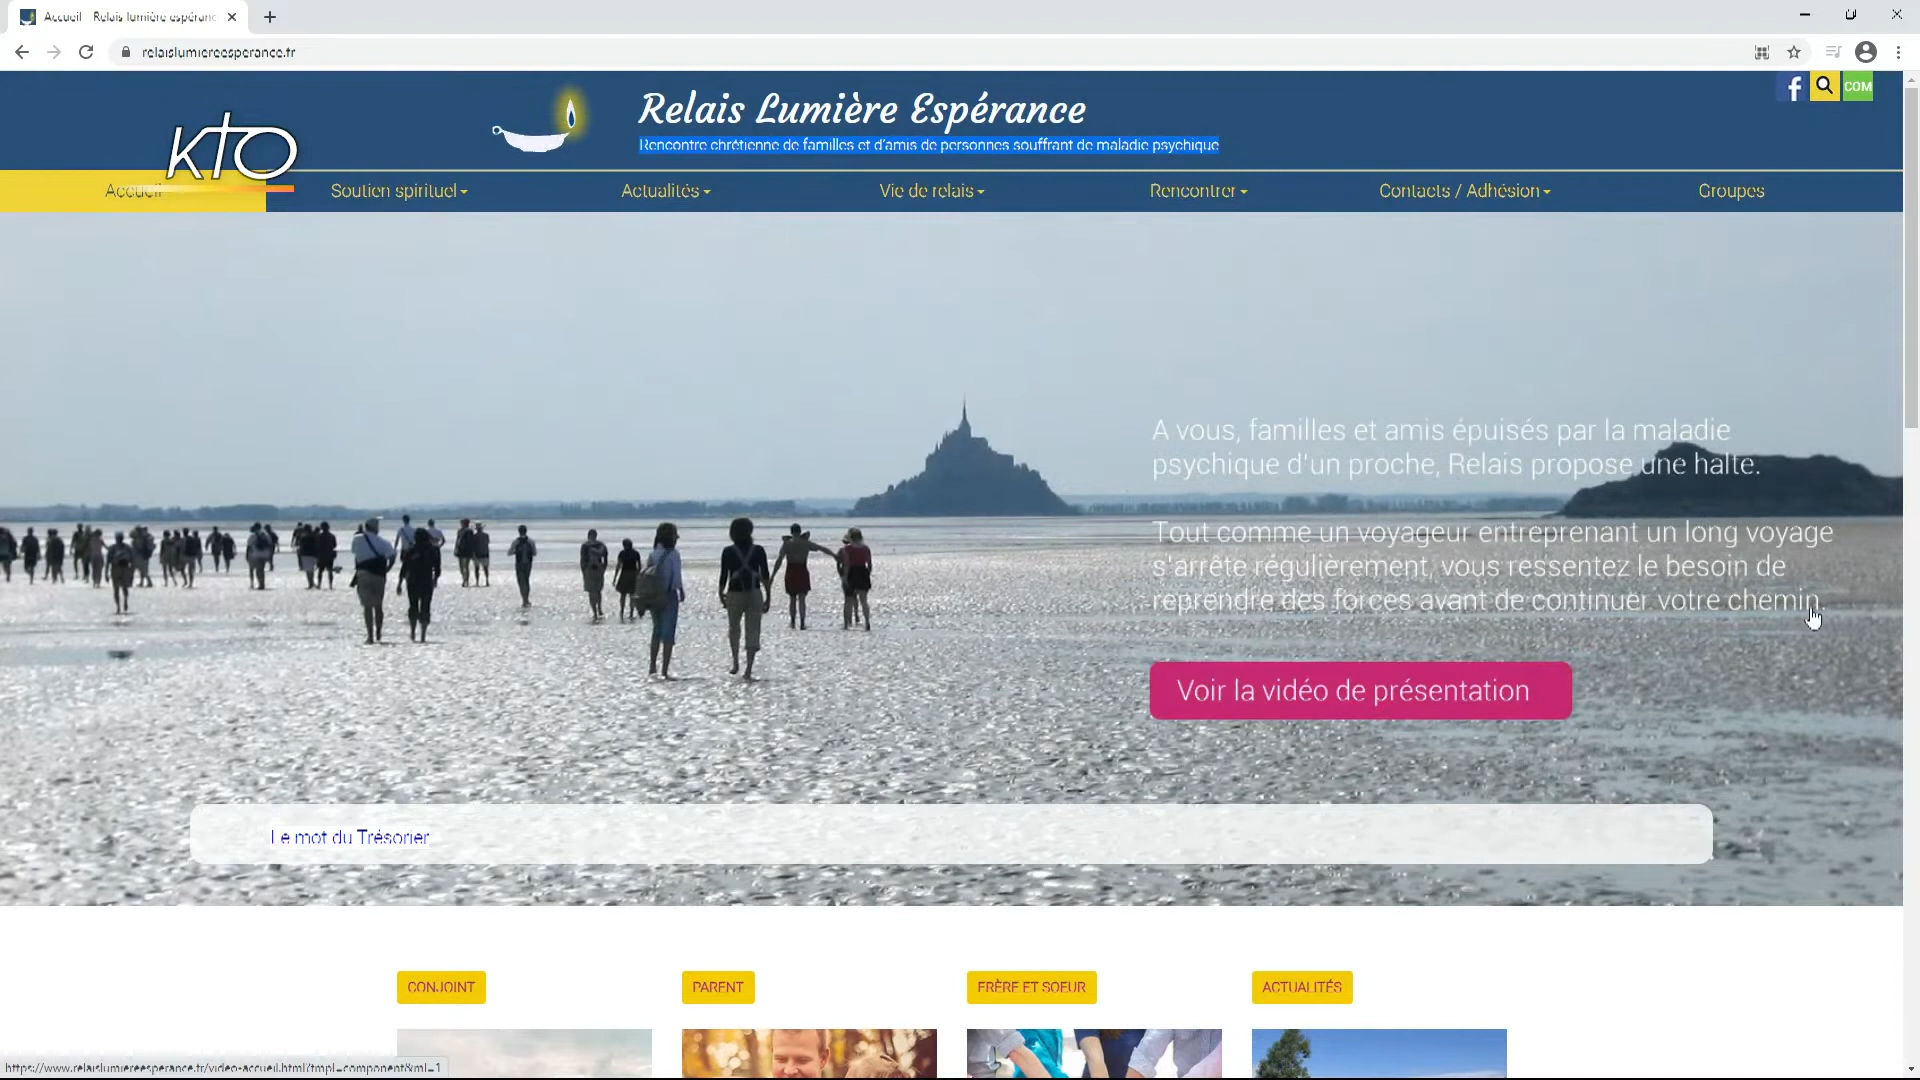 Accueil - Relais lumière espéranc
relaislumiereesperance.fr
COM
Relais Lumière Espérance
Rencontre chrétienne de familles et d'amis de personnes souffrant de maladie psychique
KTO
Accueil
Soutien spirituel
Actualités
Vie de relais
Rencontrer
Contacts / Adhésion
Groupes
A vous, familles et amis épuisés par la maladie
psychique d'un proche, Relais propose une halte.
Tout comme un voyageur entreprenant un long voyage
s'arrête régulièrement, vous ressentez le besoin de
reprendre des forces avant de continuer votre chemin.
Voir la vidéo de présentation
Le mot du Trésorier
CONJOINT
PARENT
FRÈRE ET SOEUR
ACTUALITÉS
https://www.relaislumiereesperance.fr/video-accueil.html?tmpl=component&ml=1